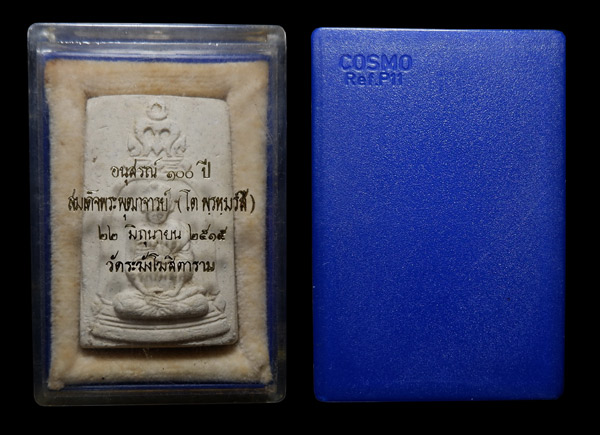 อนุสรณ์ ๑๐๐ ปี
สมเด็จพระพุฒาจารย์ (โต พฺรหฺมรํสี)
๒๒ มิถุนายน ๒๕๑๕
วัดระฆังโฆสิตาราม
COSMO
Ref.P11